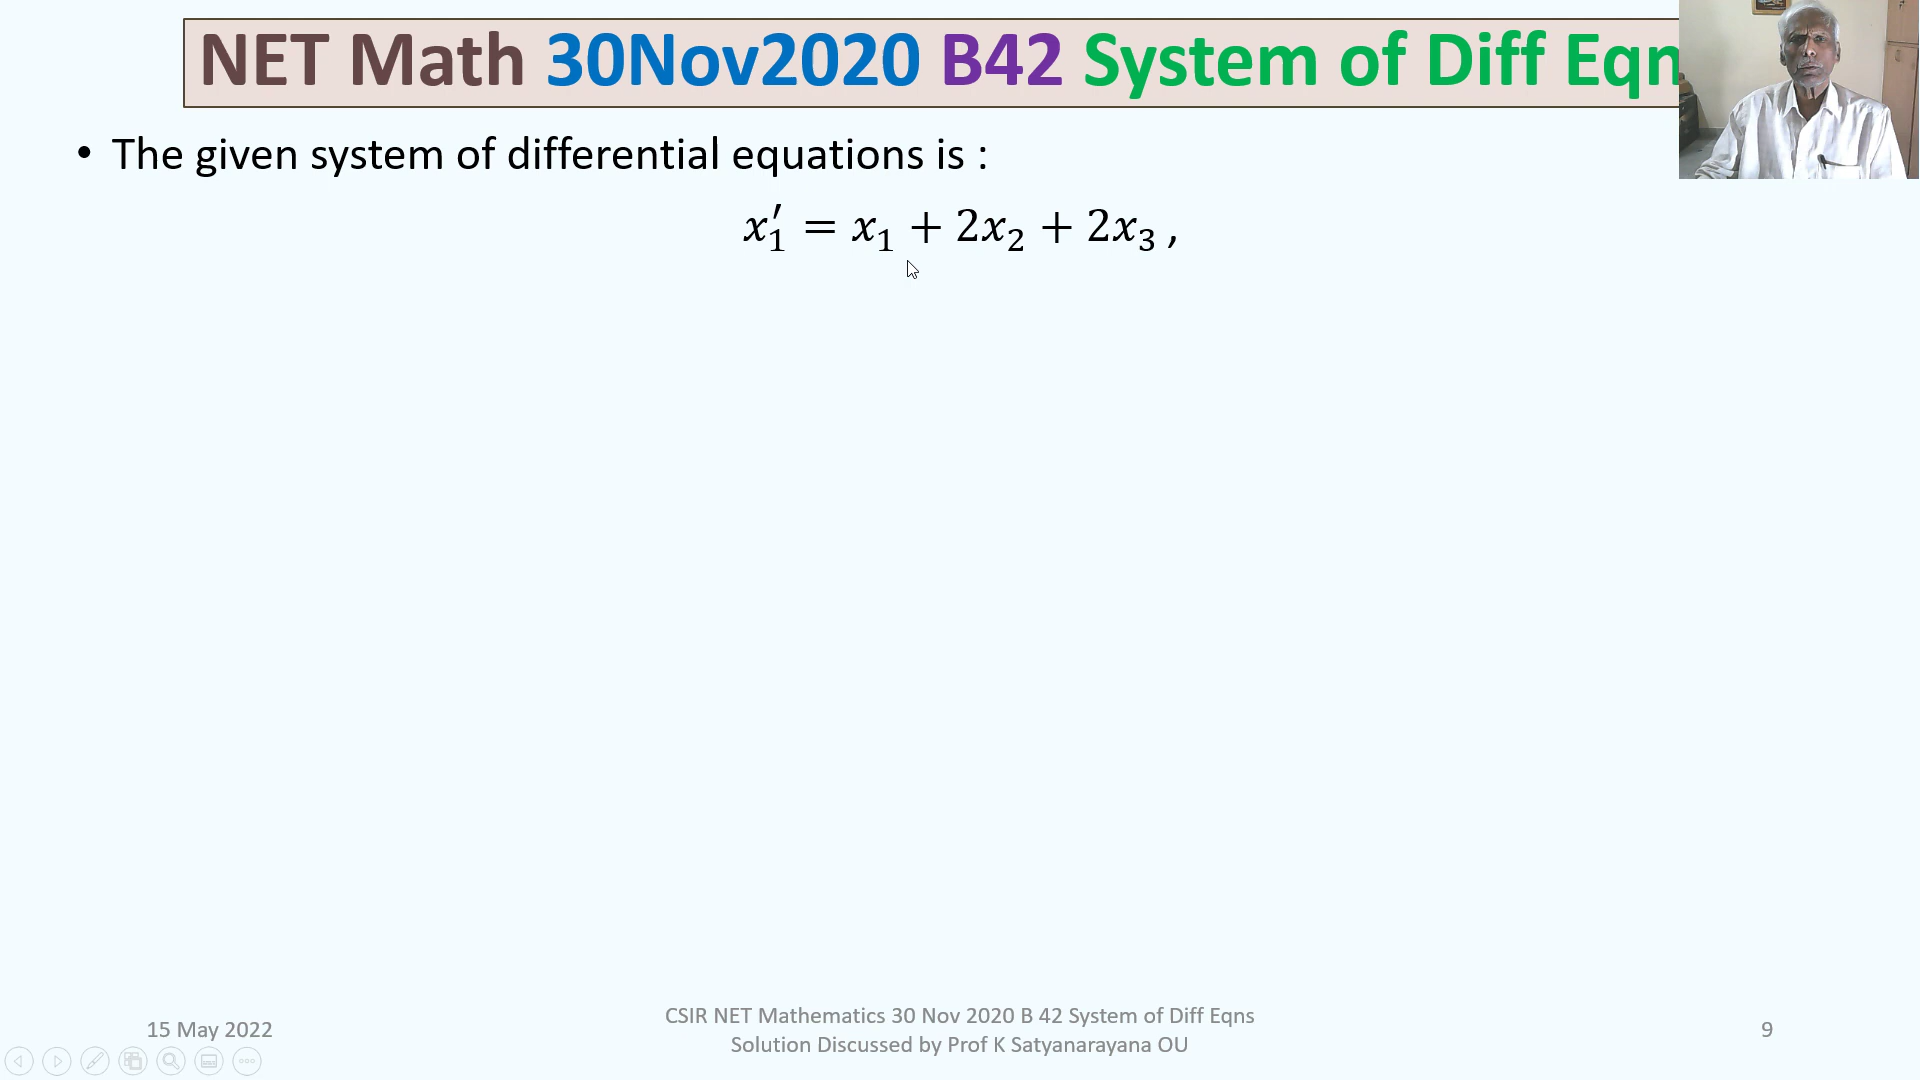 NET Math 30Nov2020 B42 System of Diff Eqn
• The given system of differential equations is :
x₁′ = x₁ + 2x₂ + 2x₃ ,
15 May 2022
CSIR NET Mathematics 30 Nov 2020 B 42 System of Diff Eqns
Solution Discussed by Prof K Satyanarayana OU
9